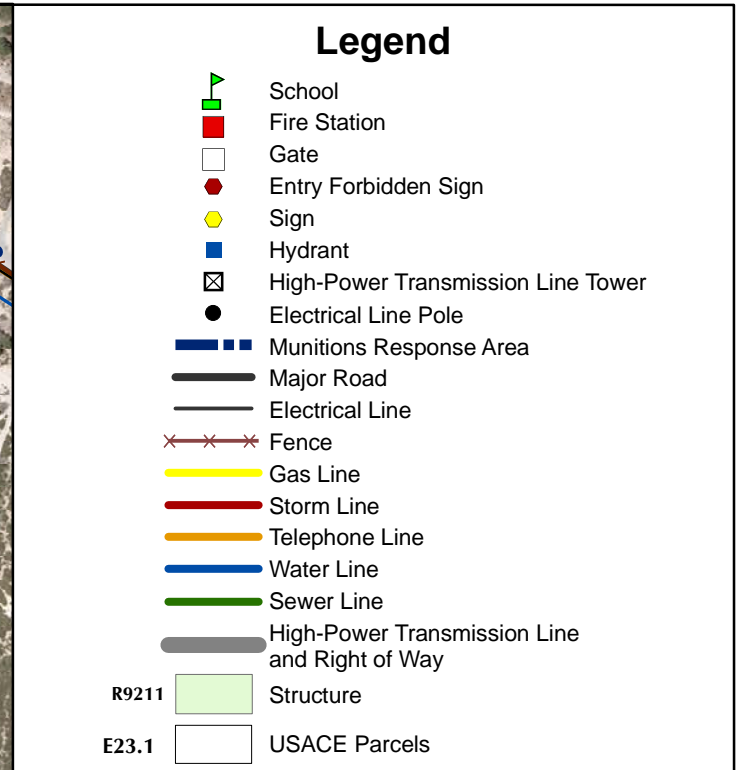 Legend
School
Fire Station
Gate
Entry Forbidden Sign
Sign
Hydrant
High-Power Transmission Line Tower
Electrical Line Pole
Munitions Response Area
Major Road
Electrical Line
Fence
Gas Line
Storm Line
Telephone Line
Water Line
Sewer Line
High-Power Transmission Line
and Right of Way
R9211 Structure
E23.1 USACE Parcels